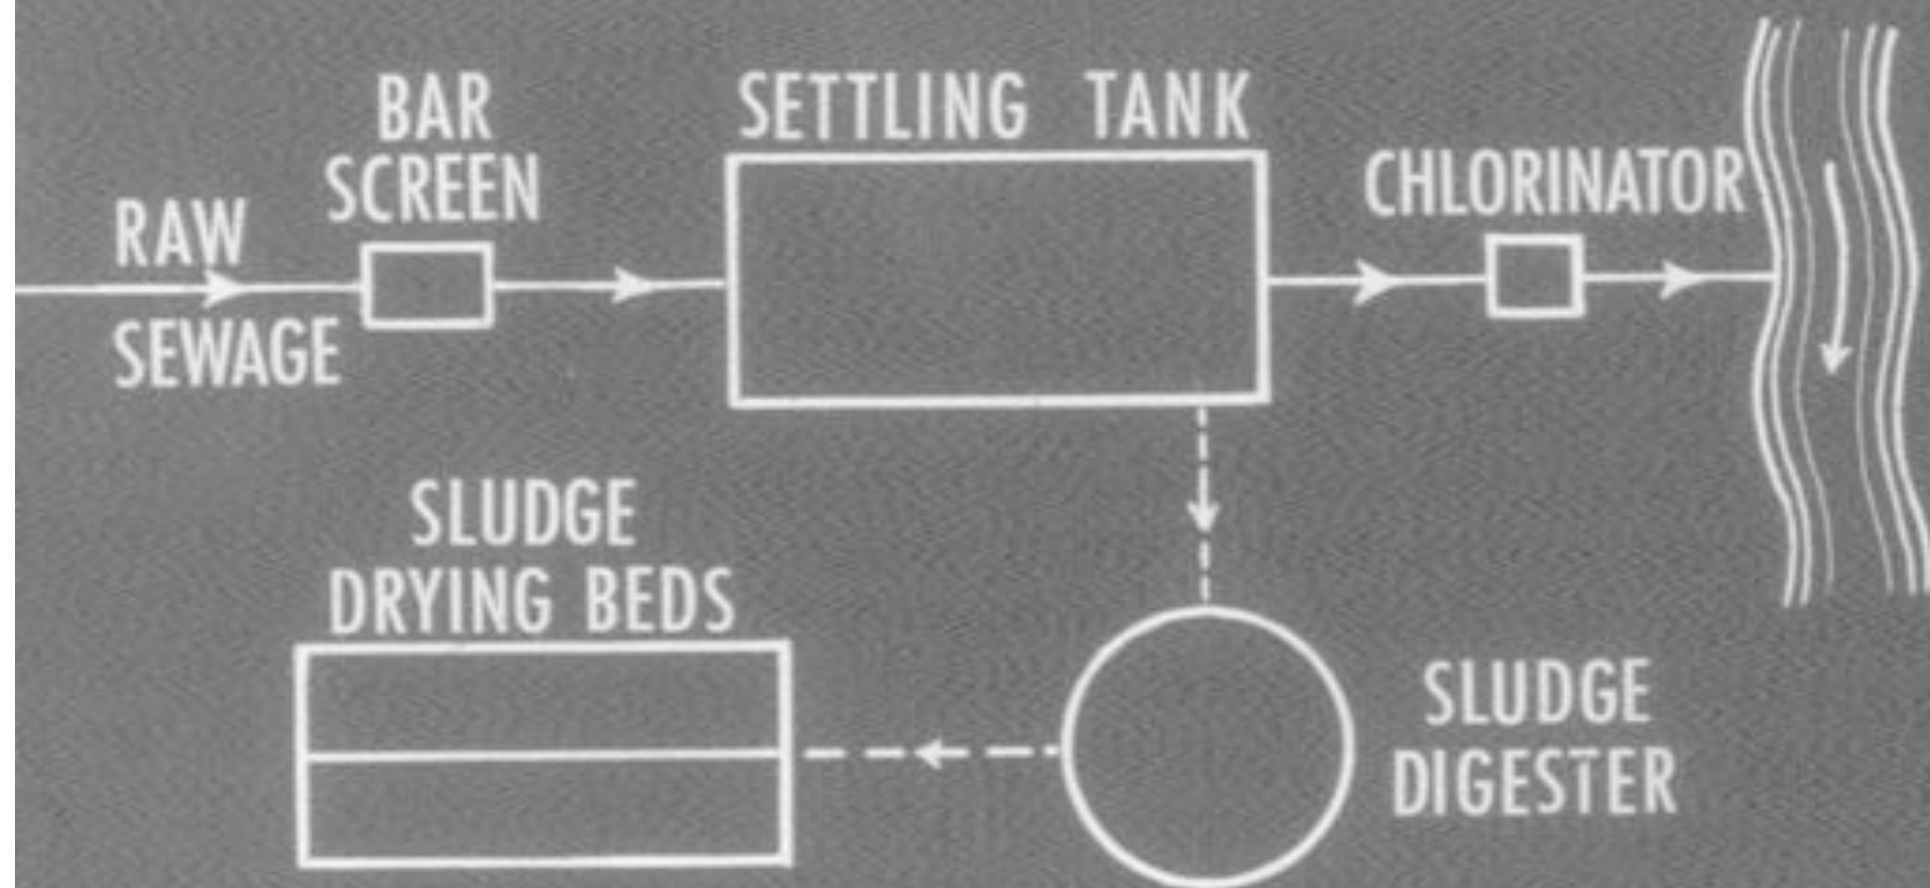 RAW
SEWAGE
BAR
SCREEN
SETTLING TANK
CHLORINATOR
SLUDGE
DIGESTER
SLUDGE
DRYING BEDS